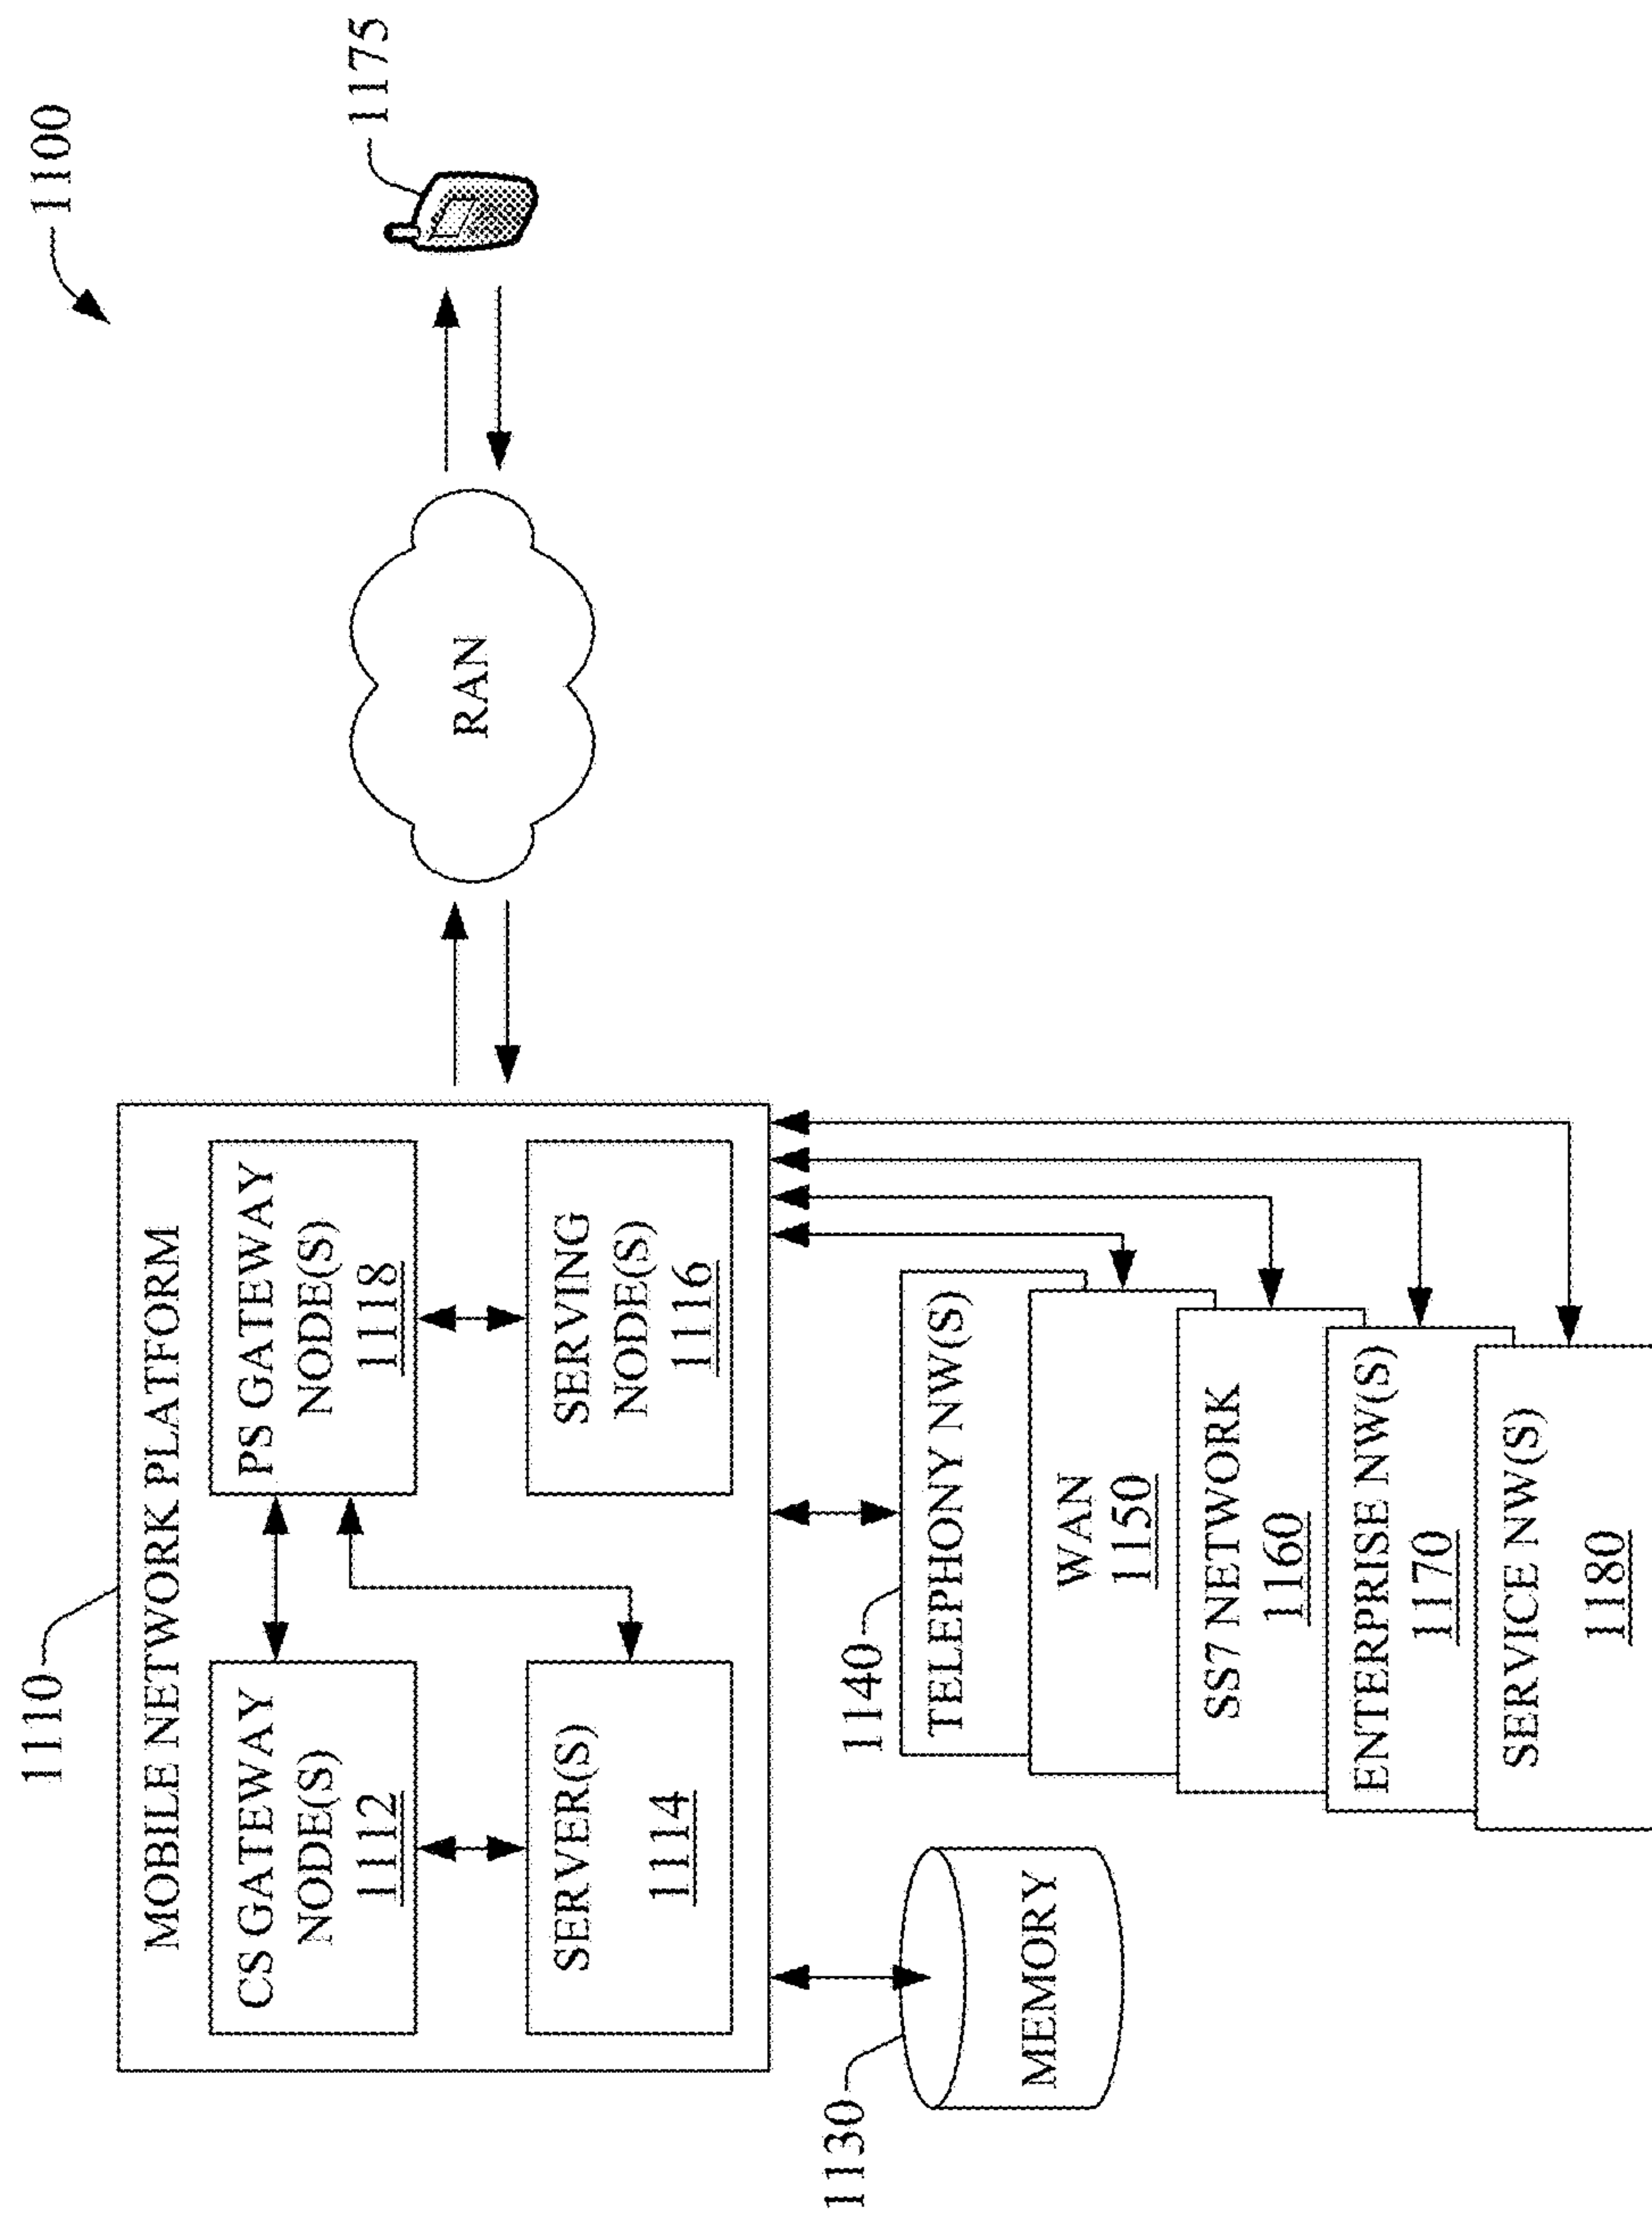 1100
1110
MOBILE NETWORK PLATFORM
CS GATEWAY
NODE(S)
1112
PS GATEWAY
NODE(S)
1118
SERVER(S)
1114
SERVING
NODE(S)
1116
RAN
1175
1130
MEMORY
1140
TELEPHONY NW(S)
WAN
1150
SS7 NETWORK
1160
ENTERPRISE NW(S)
1170
SERVICE NW(S)
1180